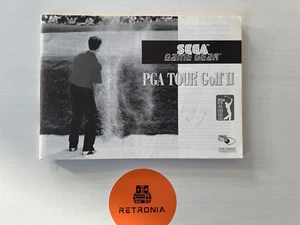 SEGA
GAME GEAR
PGA TOUR Golf II
RETRONIA